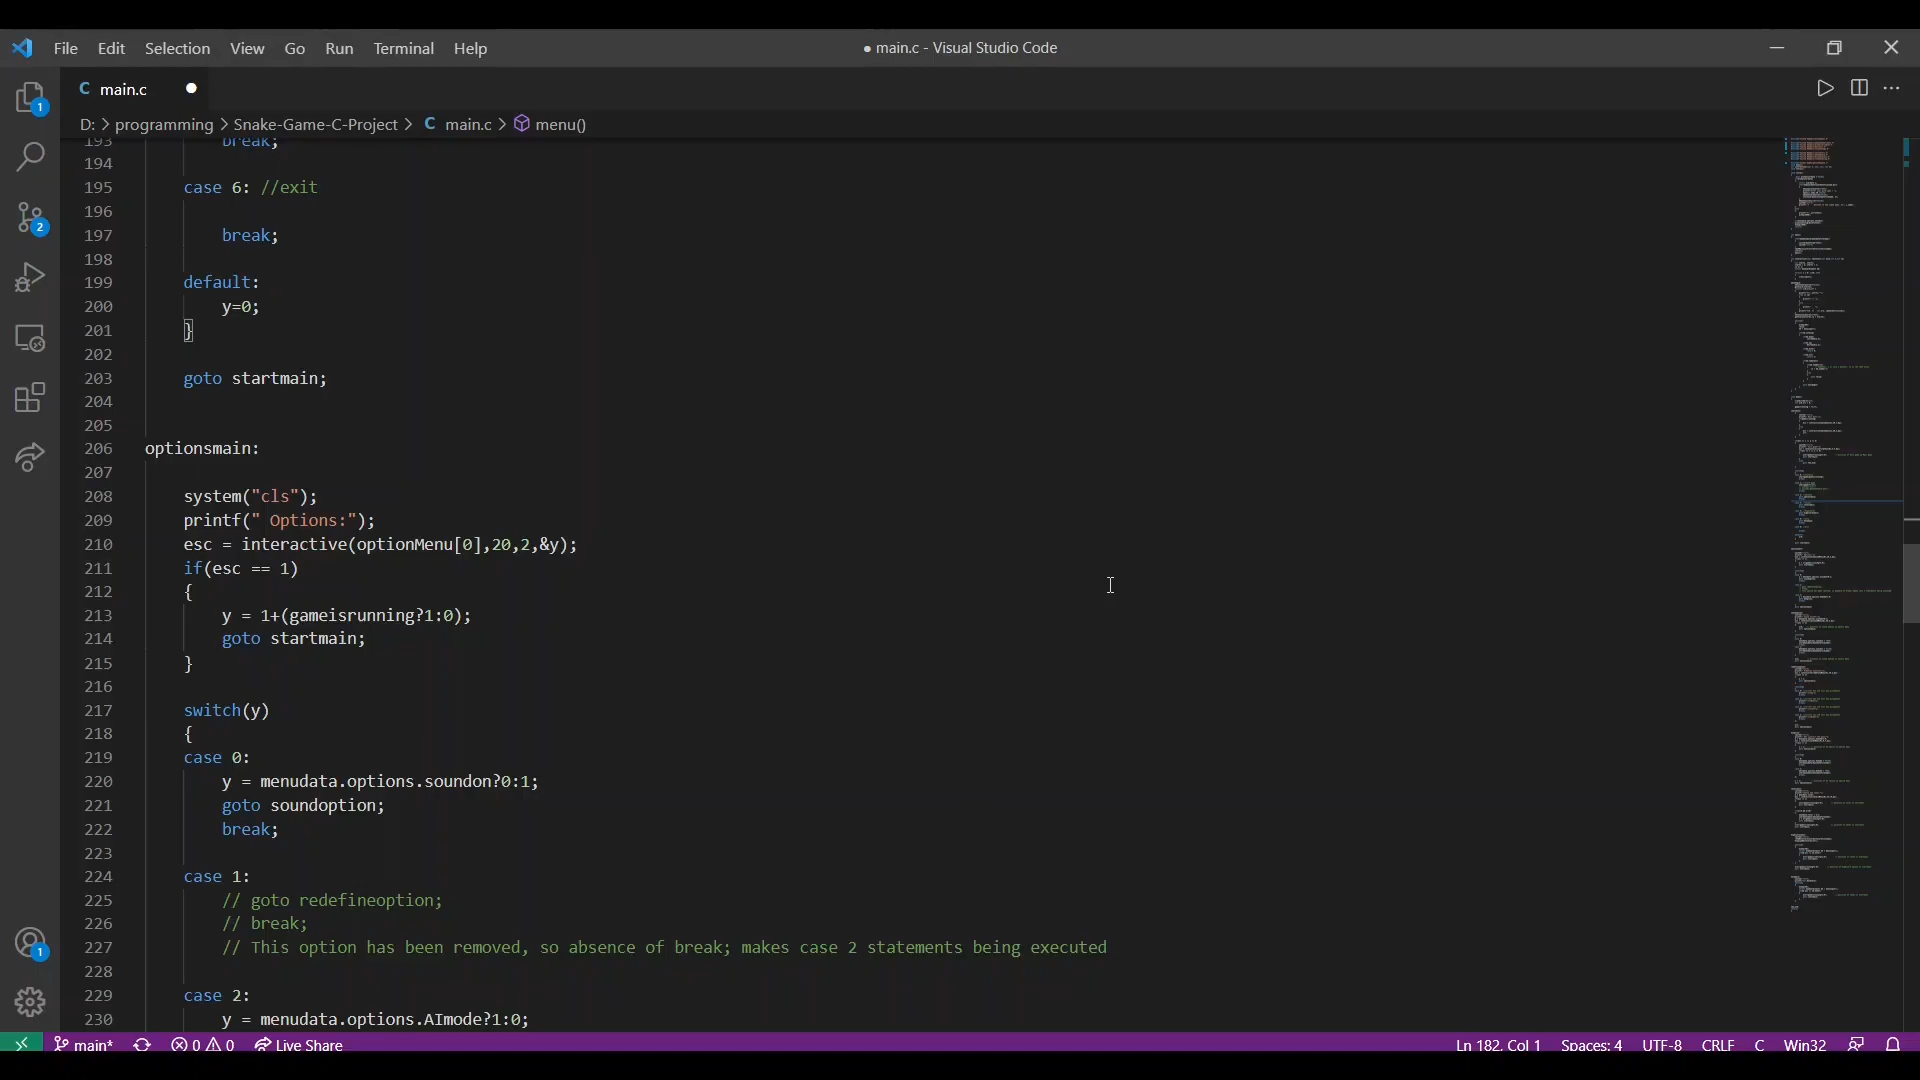 File Edit Selection View Go Run Terminal Help
● main.c - Visual Studio Code
C main.c ●
D: > programming > Snake-Game-C-Project > C main.c > menu()
193 break;
194
195 case 6: //exit
196
197 break;
198
199 default:
200 y=0;
201 }
202
203 goto startmain;
204
205
206 optionsmain:
207
208 system("cls");
209 printf(" Options:");
210 esc = interactive(optionMenu[0],20,2,&y);
211 if(esc == 1)
212 {
213 y = 1+(gameisrunning?1:0);
214 goto startmain;
215 }
216
217 switch(y)
218 {
219 case 0:
220 y = menudata.options.soundon?0:1;
221 goto soundoption;
222 break;
223
224 case 1:
225 // goto redefineoption;
226 // break;
227 // This option has been removed, so absence of break; makes case 2 statements being executed
228
229 case 2:
230 y = menudata.options.AImode?1:0;
1
2
1
main* 0 0 Live Share
Ln 182, Col 1 Spaces: 4 UTF-8 CRLF C Win32